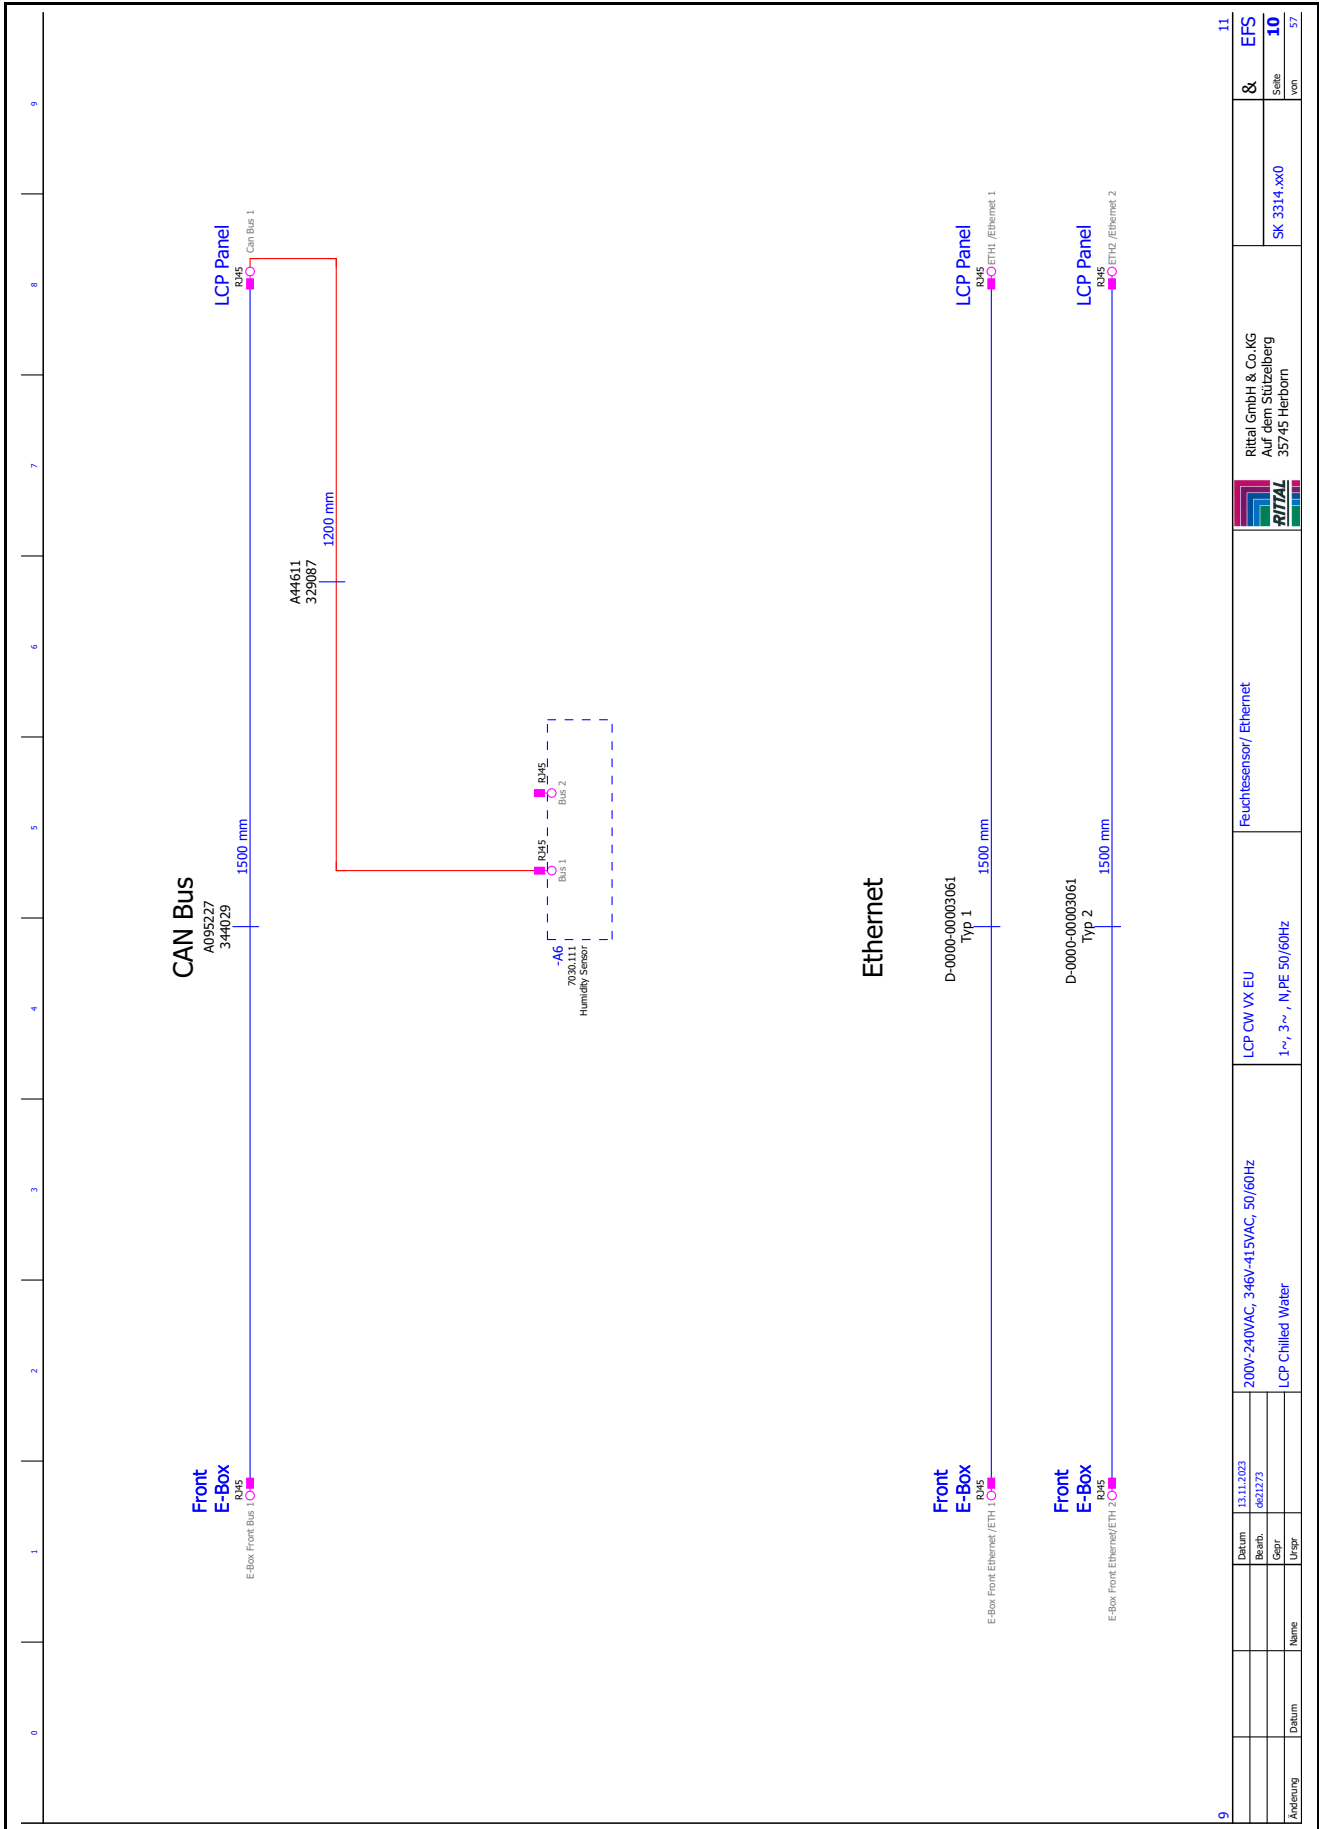 0
1
2
3
4
5
6
7
8
9
CAN Bus
Front
E-Box
RJ45
E-Box Front Bus 1
A095227
344029
1500 mm
LCP Panel
RJ45
Can Bus 1
A44611
329087
1200 mm
-A6
7030.111
Humidity Sensor
RJ45
Bus 1
RJ45
Bus 2
Ethernet
Front
E-Box
RJ45
E-Box Front Ethernet /ETH 1
D-0000-00003061
Typ 1
1500 mm
LCP Panel
RJ45
ETH1 /Ethernet 1
Front
E-Box
RJ45
E-Box Front Ethernet/ETH 2
D-0000-00003061
Typ 2
1500 mm
LCP Panel
RJ45
ETH2 /Ethernet 2
9
11
Änderung
Datum
Name
Datum
13.11.2023
Bearb.
de21273
Gepr
Urspr
200V-240VAC, 346V-415VAC, 50/60Hz
LCP Chilled Water
LCP CW VX EU
1~, 3~ , N,PE 50/60Hz
Feuchtesensor/ Ethernet
RITTAL
Rittal GmbH & Co.KG
Auf dem Stützelberg
35745 Herborn
SK 3314.xx0
&
EFS
Seite
10
von
57